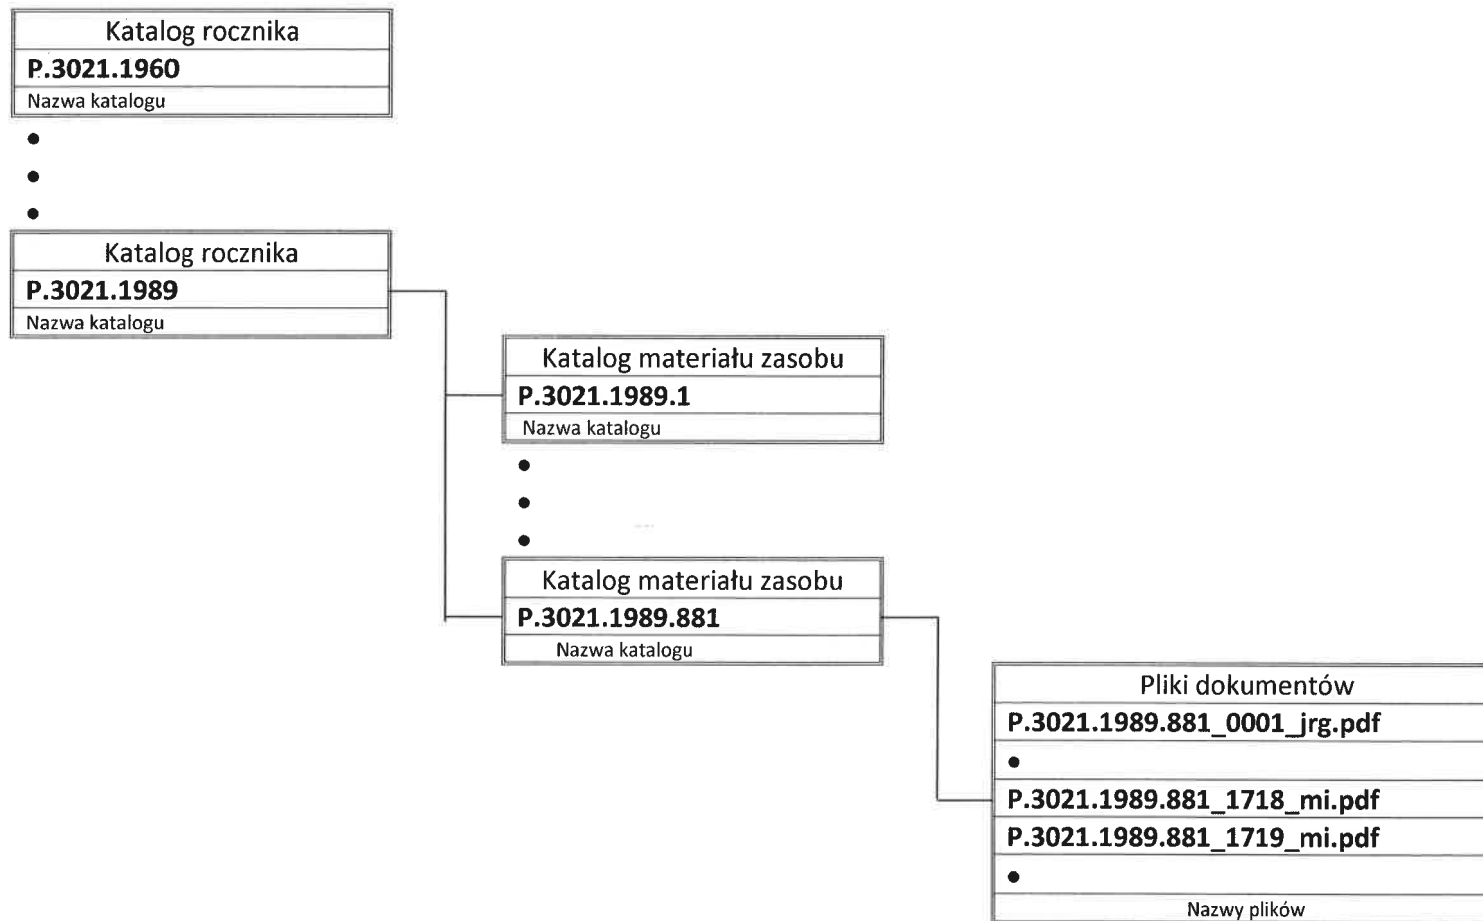 Katalog rocznika
P.3021.1960
Nazwa katalogu
•
•
•
Katalog rocznika
P.3021.1989
Nazwa katalogu
Katalog materiału zasobu
P.3021.1989.1
Nazwa katalogu
•
•
•
Katalog materiału zasobu
P.3021.1989.881
Nazwa katalogu
Pliki dokumentów
P.3021.1989.881_0001_jrg.pdf
•
P.3021.1989.881_1718_mi.pdf
P.3021.1989.881_1719_mi.pdf
•
Nazwy plików